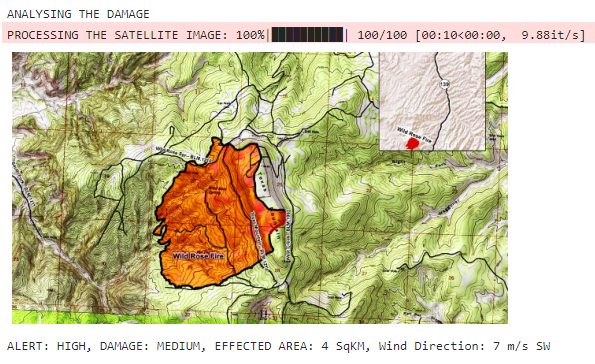 ANALYSING THE DAMAGE
PROCESSING THE SATELLITE IMAGE: 100%|██████████| 100/100 [00:10<00:00,  9.88it/s]
139
Wild Rose Fire
Wild Rose Fire
ALERT: HIGH, DAMAGE: MEDIUM, EFFECTED AREA: 4 SqKM, Wind Direction: 7 m/s SW